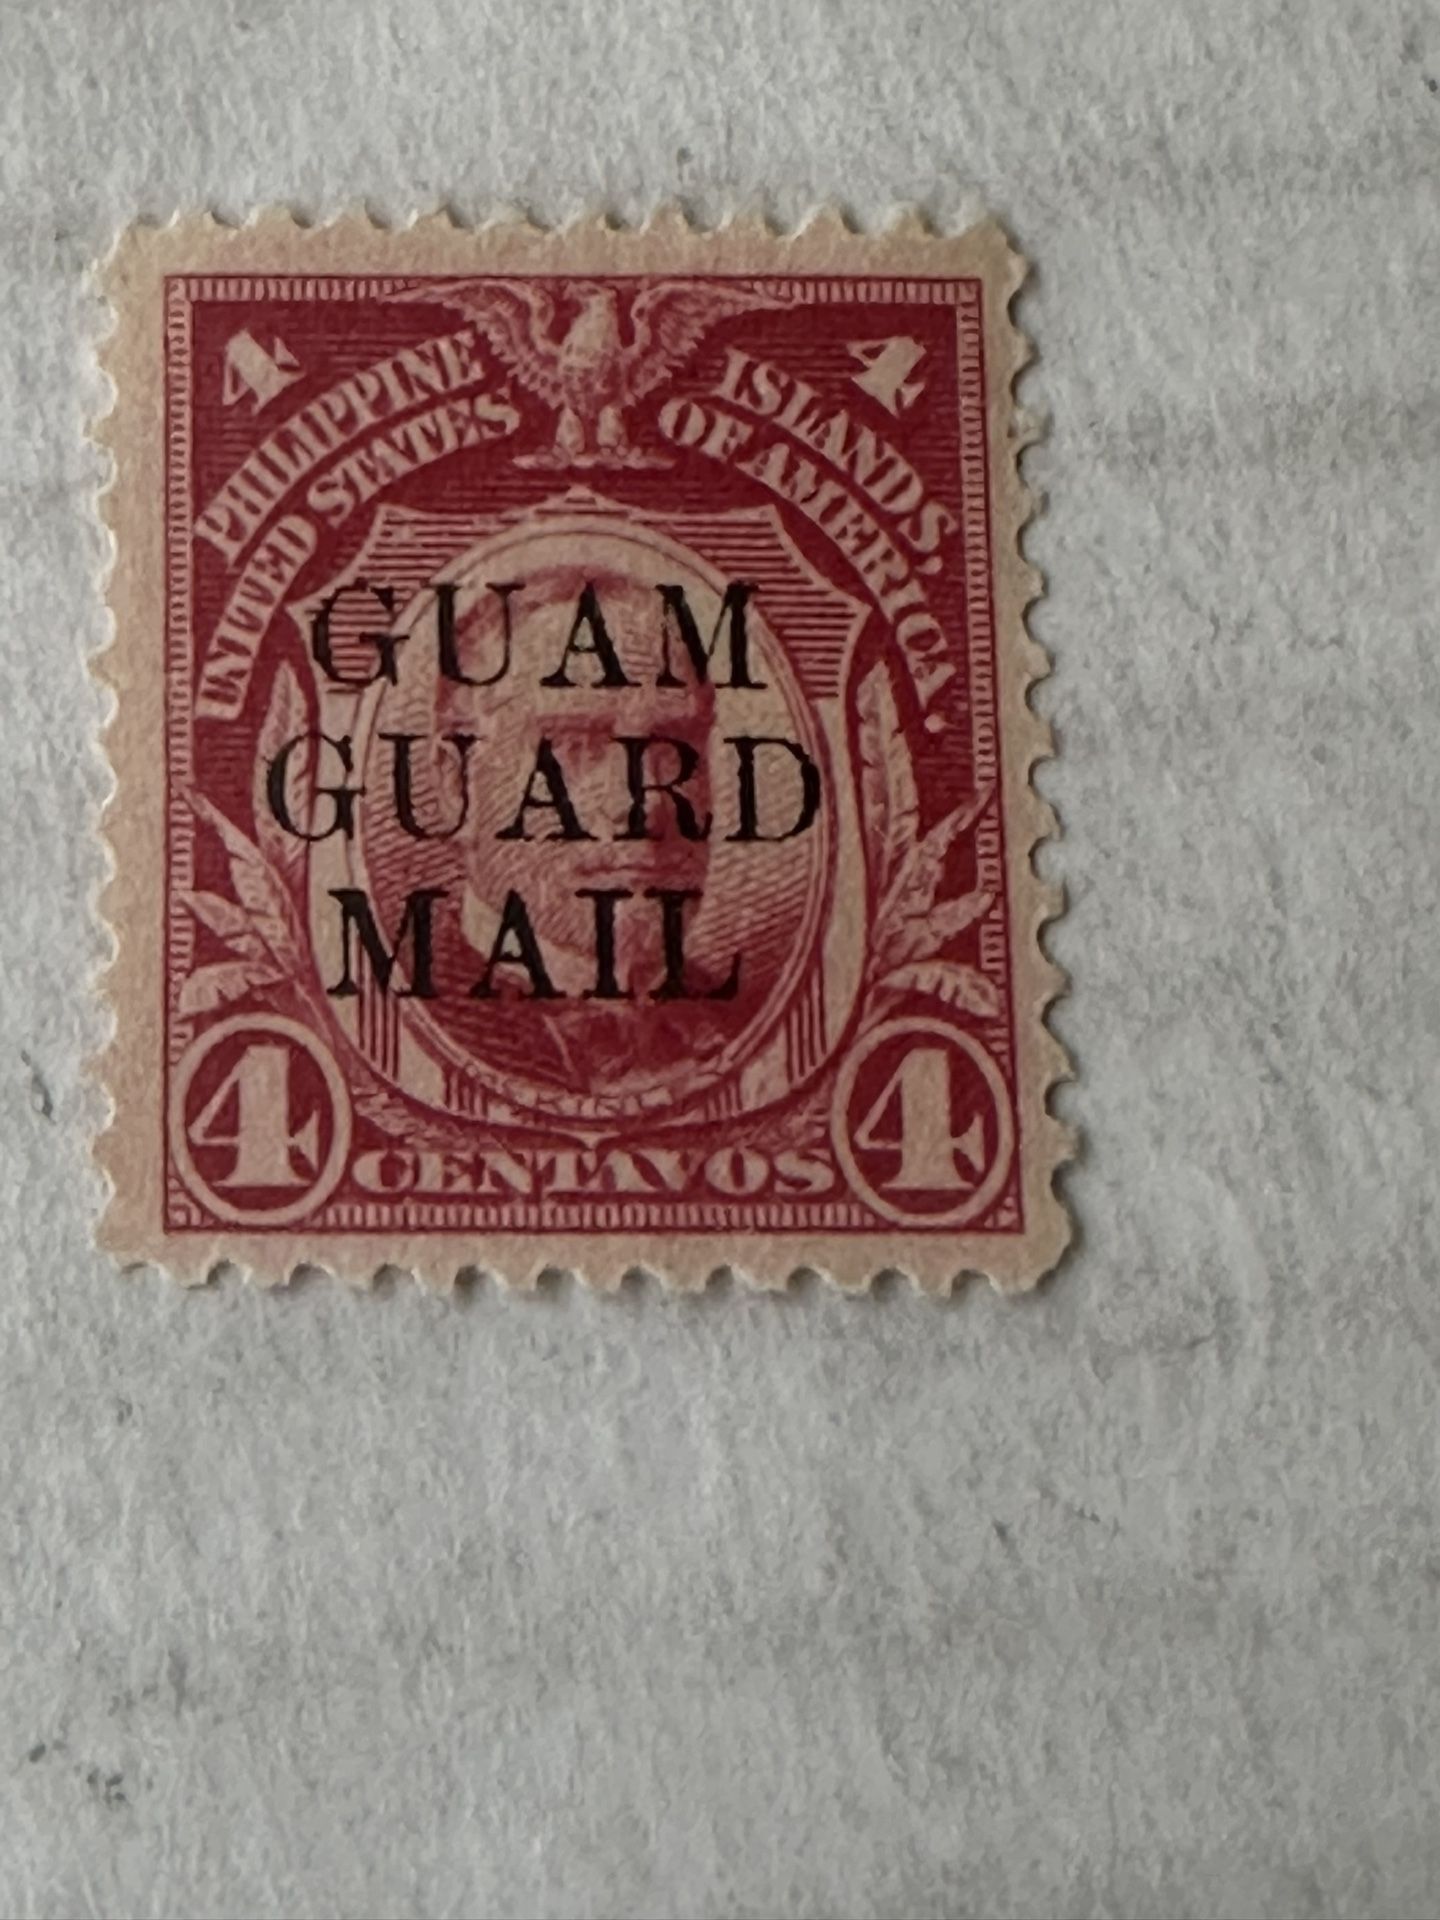 4 4
PHILIPPINE ISLANDS,
UNITED STATES OF AMERICA.
GUAM
GUARD
MAIL
4 CENTAVOS 4